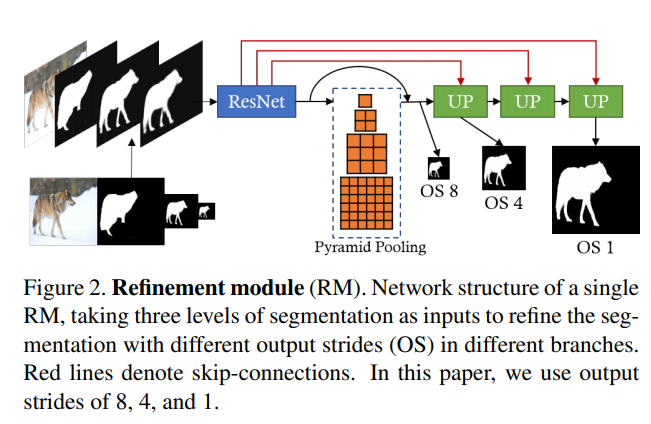 ResNet
UP
UP
UP
OS 8
OS 4
Pyramid Pooling
OS 1
Figure 2. Refinement module (RM). Network structure of a single
RM, taking three levels of segmentation as inputs to refine the seg-
mentation with different output strides (OS) in different branches.
Red lines denote skip-connections. In this paper, we use output
strides of 8, 4, and 1.